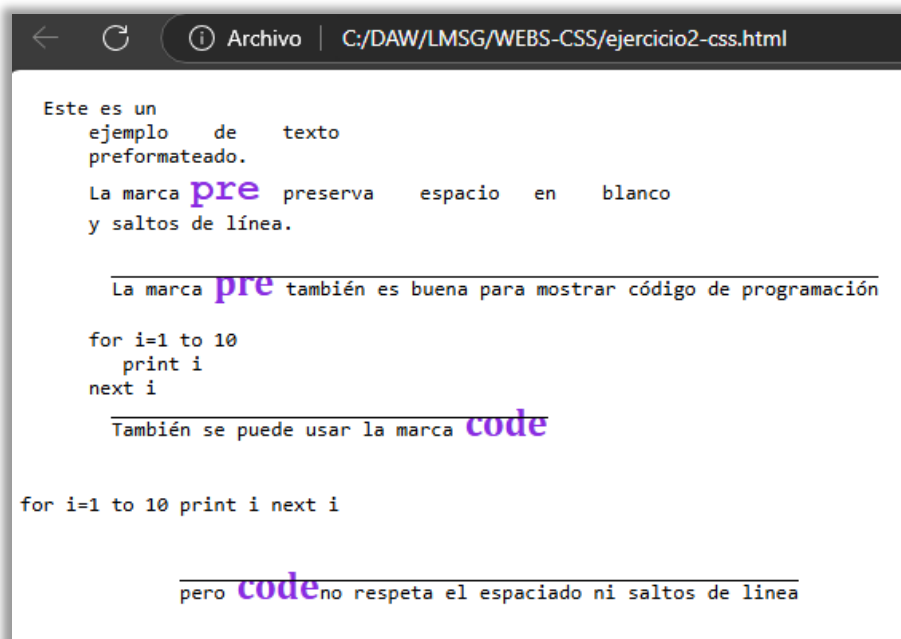 Archivo | C:/DAW/LMSG/WEBS-CSS/ejercicio2-css.html
Este es un
ejemplo    de    texto
preformateado.
La marca pre  preserva    espacio   en    blanco
y saltos de línea.
La marca pre también es buena para mostrar código de programación
for i=1 to 10
   print i
next i
También se puede usar la marca code
for i=1 to 10 print i next i
pero codeno respeta el espaciado ni saltos de linea